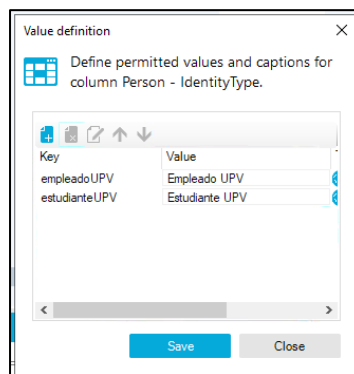 Value definition
Define permitted values and captions for
column Person - IdentityType.
Key Value
empleadoUPV Empleado UPV
estudianteUPV Estudiante UPV
Save Close